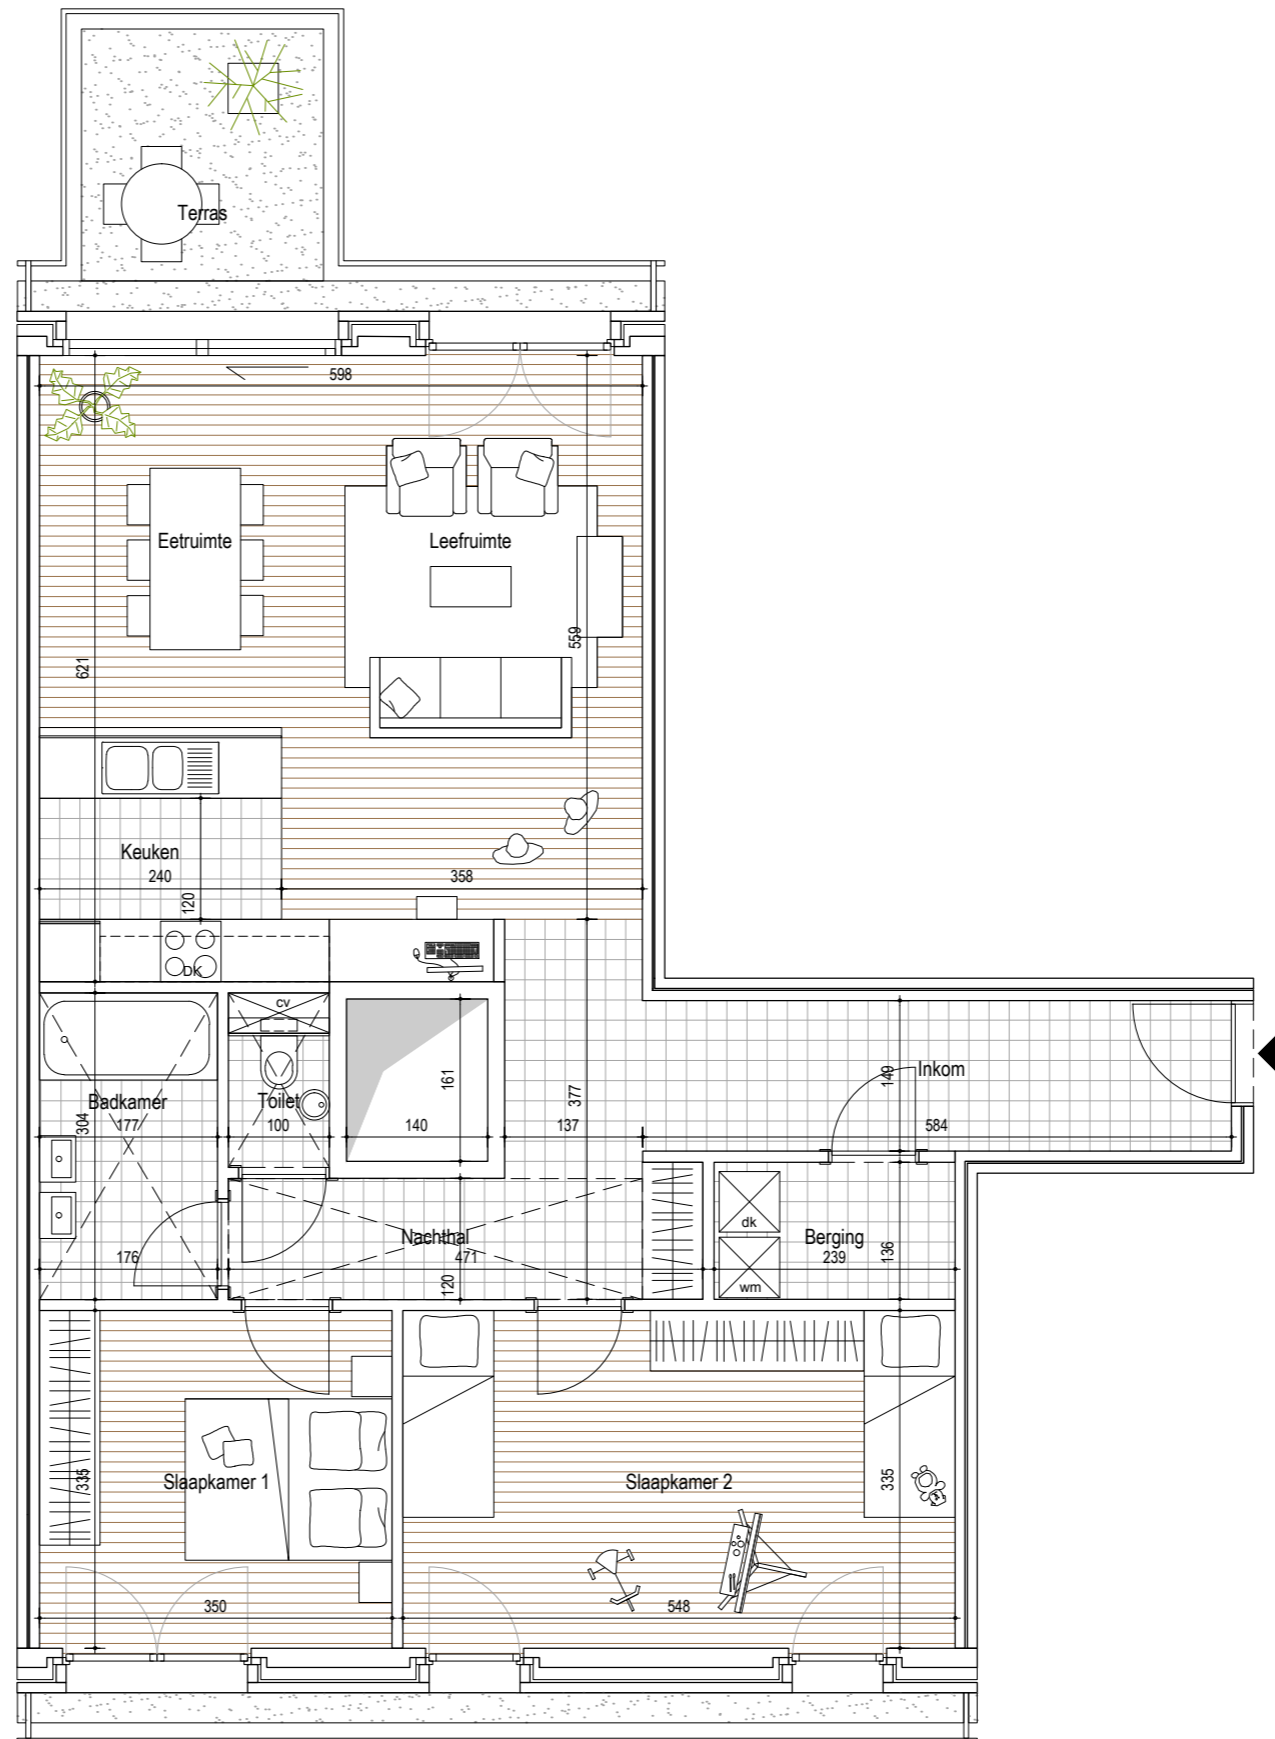 Terras
598
Eetruimte
Leefruimte
559
621
Keuken
240
358
120
DK
cv
161
Inkom
149
Badkamer
Toilet
377
304
177
100
140
137
584
dk
Nachthal
Berging
176
471
239
136
120
wm
335
Slaapkamer 1
Slaapkamer 2
335
350
548